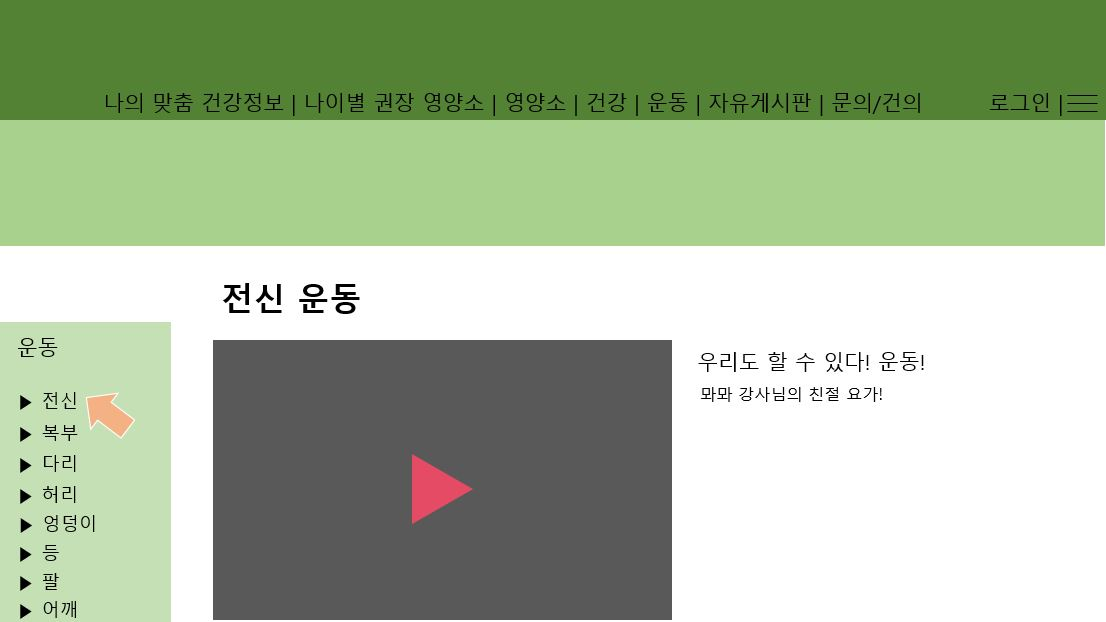 나의 맞춤 건강정보 | 나이별 권장 영양소 | 영양소 | 건강 | 운동 | 자유게시판 | 문의/건의 로그인 |
전신 운동
운동
▶ 전신
▶ 복부
▶ 다리
▶ 허리
▶ 엉덩이
▶ 등
▶ 팔
▶ 어깨
우리도 할 수 있다! 운동!
뫄뫄 강사님의 친절 요가!